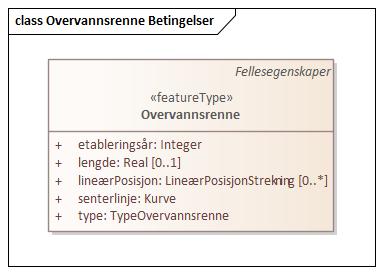 class Overvannsrenne Betingelser
Fellesegenskaper
«featureType»
Overvannsrenne
+ etableringsår: Integer
+ lengde: Real [0..1]
+ lineærPosisjon: LineærPosisjonStrekning [0..*]
+ senterlinje: Kurve
+ type: TypeOvervannsrenne